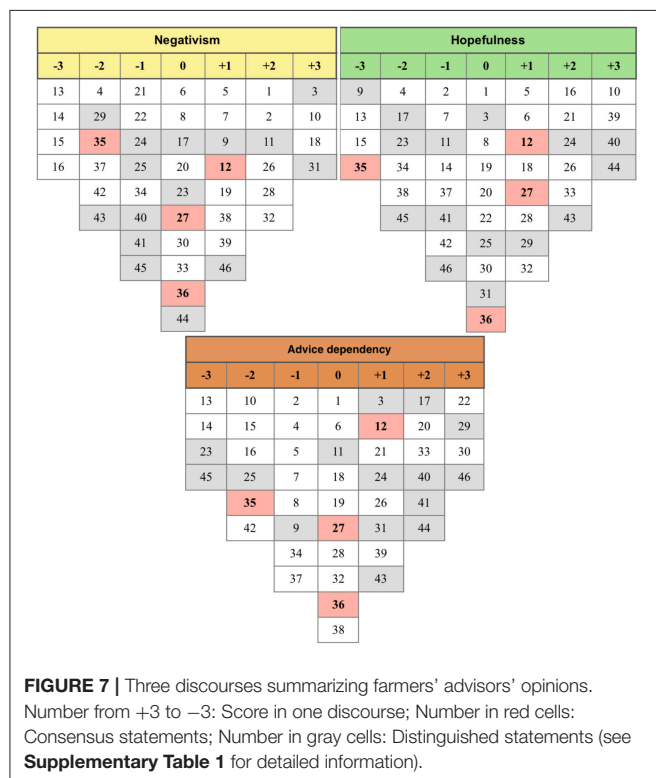 Negativism Hopefulness
-3 -2 -1 0 +1 +2 +3 -3 -2 -1 0 +1 +2 +3
13 4 21 6 5 1 3 9 4 2 1 5 16 10
14 29 22 8 7 2 10 13 17 7 3 6 21 39
15 35 24 17 9 11 18 15 23 11 8 12 24 40
16 37 25 20 12 26 31 35 34 14 19 18 26 44
42 34 23 19 28 38 37 20 27 33
43 40 27 38 32 45 41 22 28 43
41 30 39 42 25 29
45 33 46 46 30 32
36 31
44 36
Advice dependency
-3 -2 -1 0 +1 +2 +3
13 10 2 1 3 17 22
14 15 4 6 12 20 29
23 16 5 11 21 33 30
45 25 7 18 24 40 46
35 8 19 26 41
42 9 27 31 44
34 28 39
37 32 43
36
38
FIGURE 7 | Three discourses summarizing farmers' advisors' opinions.
Number from +3 to −3: Score in one discourse; Number in red cells:
Consensus statements; Number in gray cells: Distinguished statements (see
Supplementary Table 1 for detailed information).